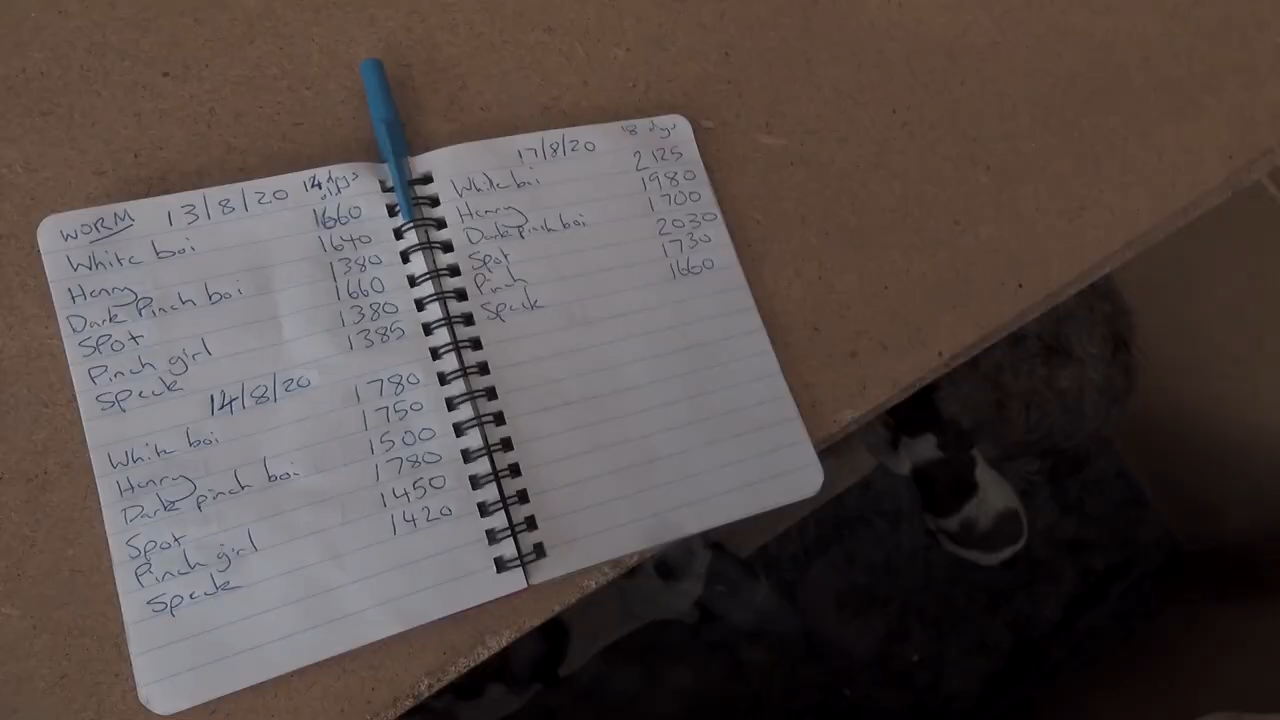 WORM 13/8/20 14 dys
White boi 1660
Henry 1640
Dark Pinch boi 1380
Spot 1660
Pinch girl 1380
Speck 1385
14/8/20
White boi 1780
Henry 1750
Dark pinch boi 1500
Spot 1780
Pinch girl 1450
Speck 1420
17/8/20 18 dys
White boi 2125
Henry 1980
Dark pinch boi 1700
Spot 2030
Pinch 1730
Speck 1660